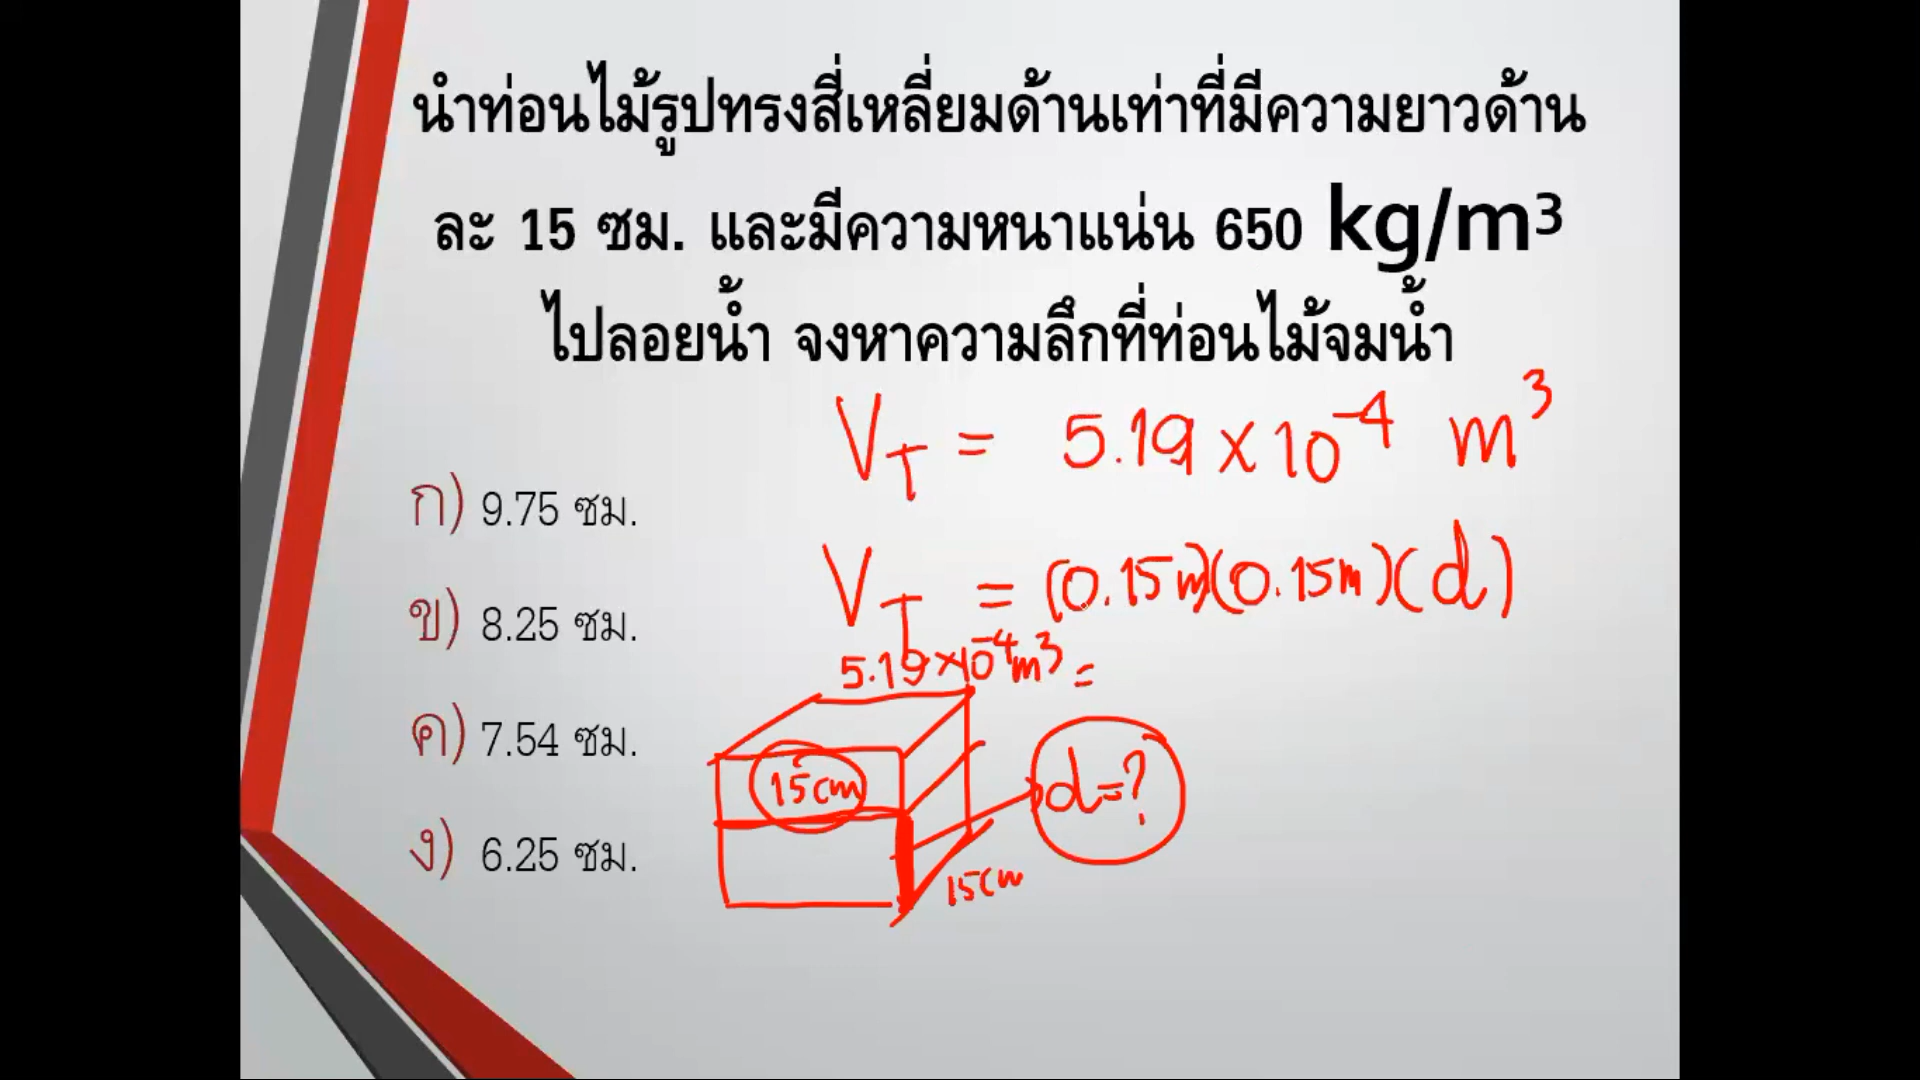 นำท่อนไม้รูปทรงสี่เหลี่ยมด้านเท่าที่มีความยาวด้าน
ละ 15 ซม. และมีความหนาแน่น 650 kg/m³
ไปลอยน้ำ จงหาความลึกที่ท่อนไม้จมน้ำ
V_T = 5.19 × 10⁻⁴ m³
ก) 9.75 ซม.
V_T = (0.15m)(0.15m)(d)
ข) 8.25 ซม.
5.19 × 10⁻⁴ m³ =
ค) 7.54 ซม.
15cm
d=?
ง) 6.25 ซม.
15cm